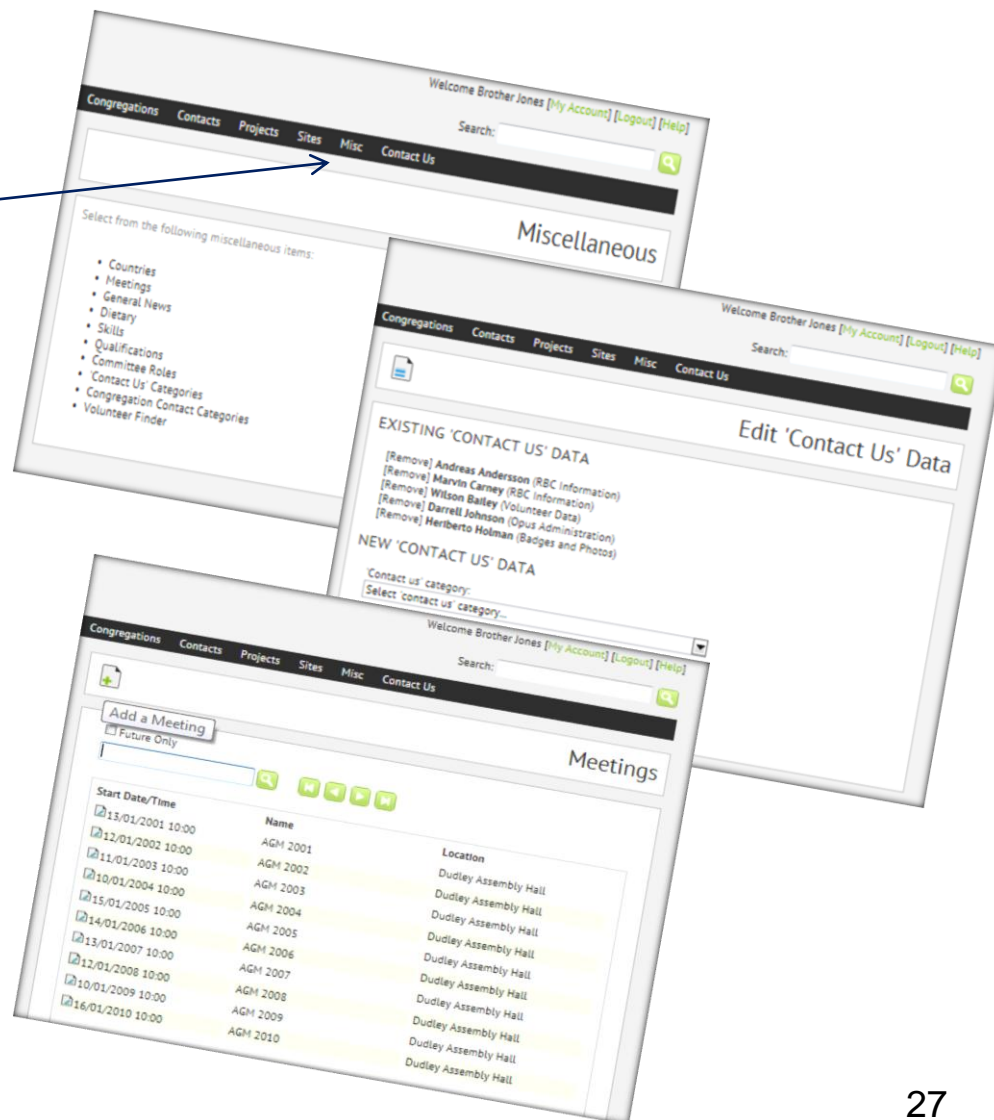 Welcome Brother Jones [My Account] [Logout] [Help]
Search:
Congregations Contacts Projects Sites Misc Contact Us
Miscellaneous
Select from the following miscellaneous items:
• Countries
• Meetings
• General News
• Dietary
• Skills
• Qualifications
• Committee Roles
• 'Contact Us' Categories
• Congregation Contact Categories
• Volunteer Finder
Welcome Brother Jones [My Account] [Logout] [Help]
Search:
Congregations Contacts Projects Sites Misc Contact Us
Edit 'Contact Us' Data
EXISTING 'CONTACT US' DATA
[Remove] Andreas Andersson (RBC Information)
[Remove] Marvin Carney (RBC Information)
[Remove] Wilson Bailey (Volunteer Data)
[Remove] Darrell Johnson (Opus Administration)
[Remove] Heriberto Holman (Badges and Photos)
NEW 'CONTACT US' DATA
'Contact us' category:
Select 'contact us' category...
Welcome Brother Jones [My Account] [Logout] [Help]
Search:
Congregations Contacts Projects Sites Misc Contact Us
Meetings
Add a Meeting
Future Only
Start Date/Time Name Location
13/01/2001 10:00 AGM 2001 Dudley Assembly Hall
12/01/2002 10:00 AGM 2002 Dudley Assembly Hall
11/01/2003 10:00 AGM 2003 Dudley Assembly Hall
10/01/2004 10:00 AGM 2004 Dudley Assembly Hall
15/01/2005 10:00 AGM 2005 Dudley Assembly Hall
14/01/2006 10:00 AGM 2006 Dudley Assembly Hall
13/01/2007 10:00 AGM 2007 Dudley Assembly Hall
12/01/2008 10:00 AGM 2008 Dudley Assembly Hall
10/01/2009 10:00 AGM 2009 Dudley Assembly Hall
16/01/2010 10:00 AGM 2010 Dudley Assembly Hall
27